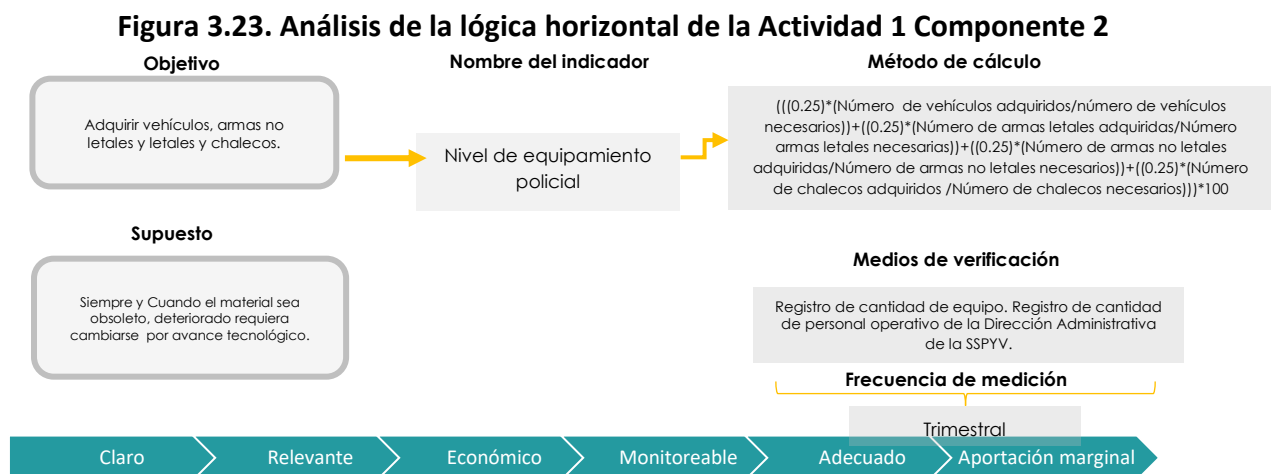 Figura 3.23. Análisis de la lógica horizontal de la Actividad 1 Componente 2
Objetivo
Nombre del indicador
Método de cálculo
Adquirir vehículos, armas no
letales y letales y chalecos.
Nivel de equipamiento
policial
(((0.25)*(Número de vehículos adquiridos/número de vehículos
necesarios))+((0.25)*(Número de armas letales adquiridas/Número
armas letales necesarias))+((0.25)*(Número de armas no letales
adquiridas/Número de armas no letales necesarios))+((0.25)*(Número
de chalecos adquiridos /Número de chalecos necesarios)))*100
Supuesto
Siempre y Cuando el material sea
obsoleto, deteriorado requiera
cambiarse por avance tecnológico.
Medios de verificación
Registro de cantidad de equipo. Registro de cantidad
de personal operativo de la Dirección Administrativa
de la SSPYV.
Frecuencia de medición
Trimestral
Claro
Relevante
Económico
Monitoreable
Adecuado
Aportación marginal